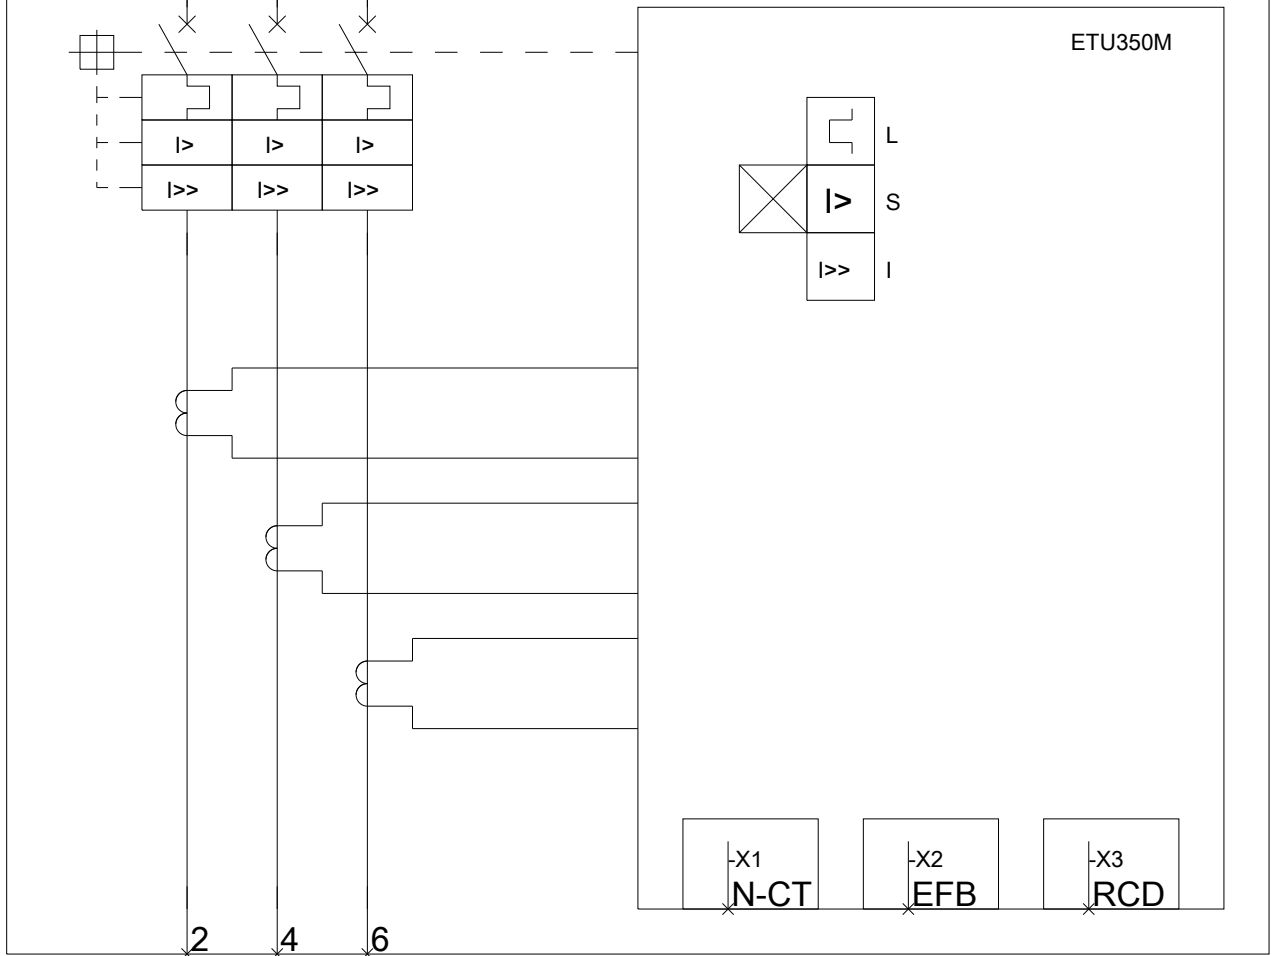 ETU350M
L
|> |> |>
|> S
|>> |>> |>>
|>> I
-X1 -X2 -X3
N-CT EFB RCD
2 4 6